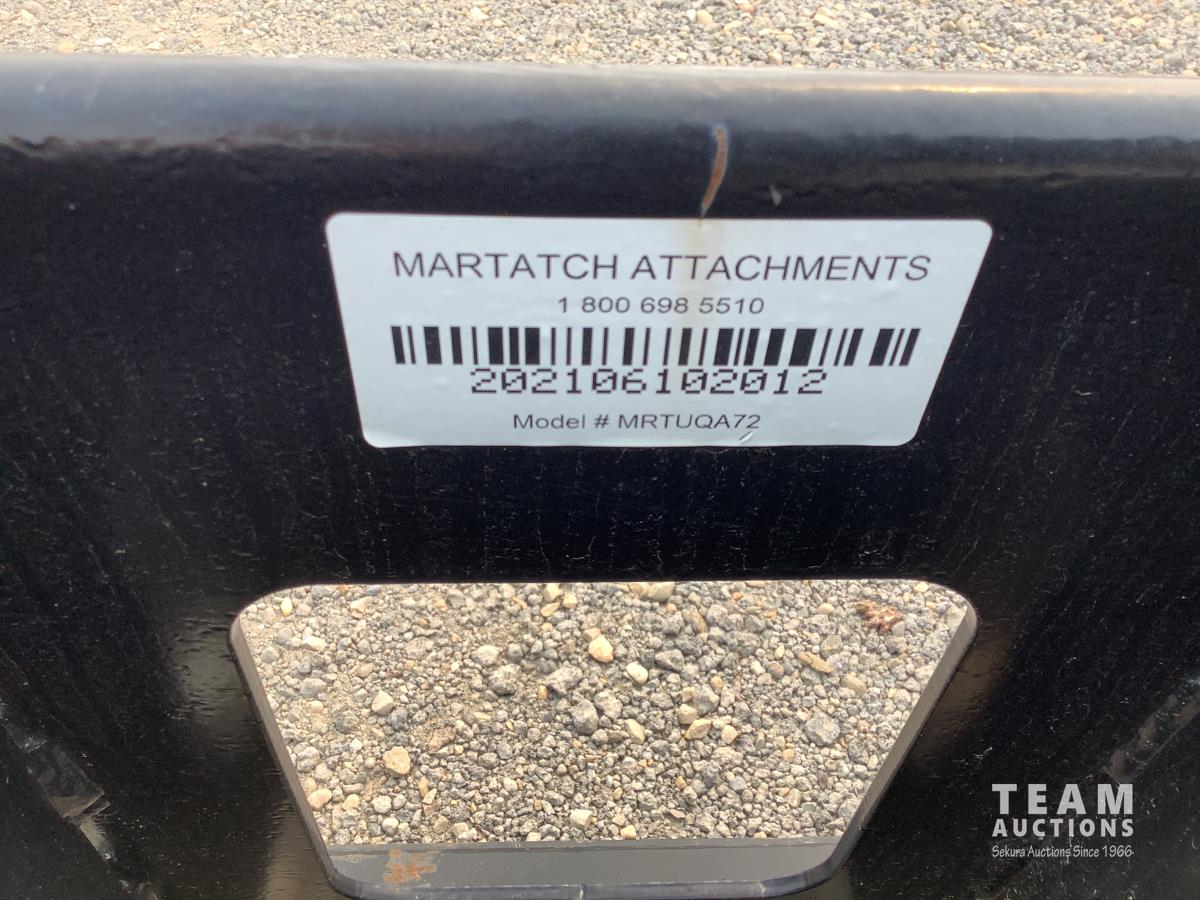 MARTATCH ATTACHMENTS
1 800 698 5510
202106102012
Model # MRTUQA72
TEAM
AUCTIONS
Sekura Auctions Since 1966